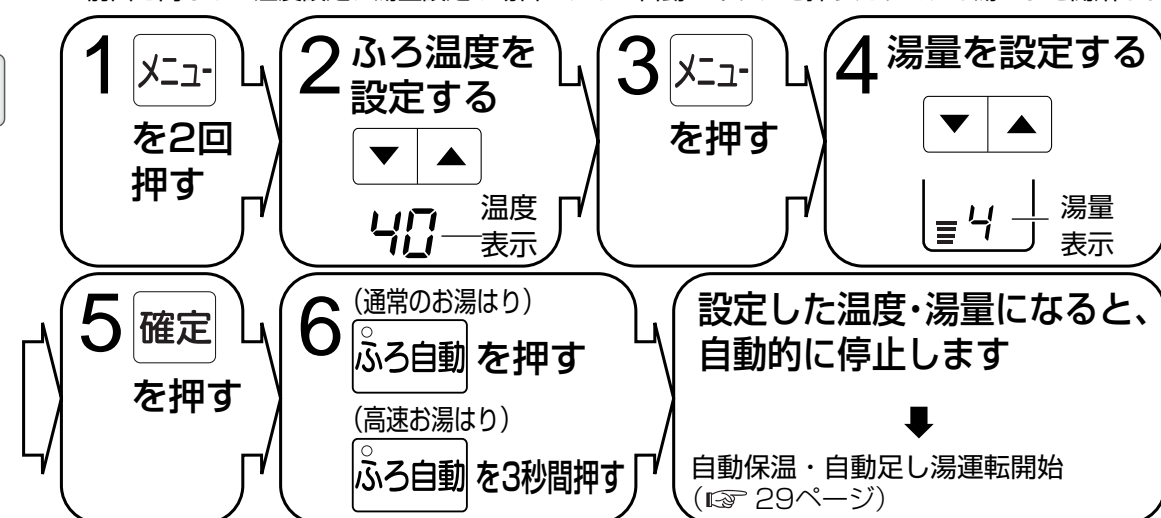 1 メニュー
を2回
押す
2 ふろ温度を
設定する
▼ ▲
40 温度
表示
3 メニュー
を押す
4 湯量を設定する
▼ ▲
4 湯量
表示
5 確定
を押す
6 (通常のお湯はり)
ふろ自動 を押す
(高速お湯はり)
ふろ自動 を3秒間押す
設定した温度・湯量になると、
自動的に停止します
自動保温・自動足し湯運転開始
(☞ 29ページ)